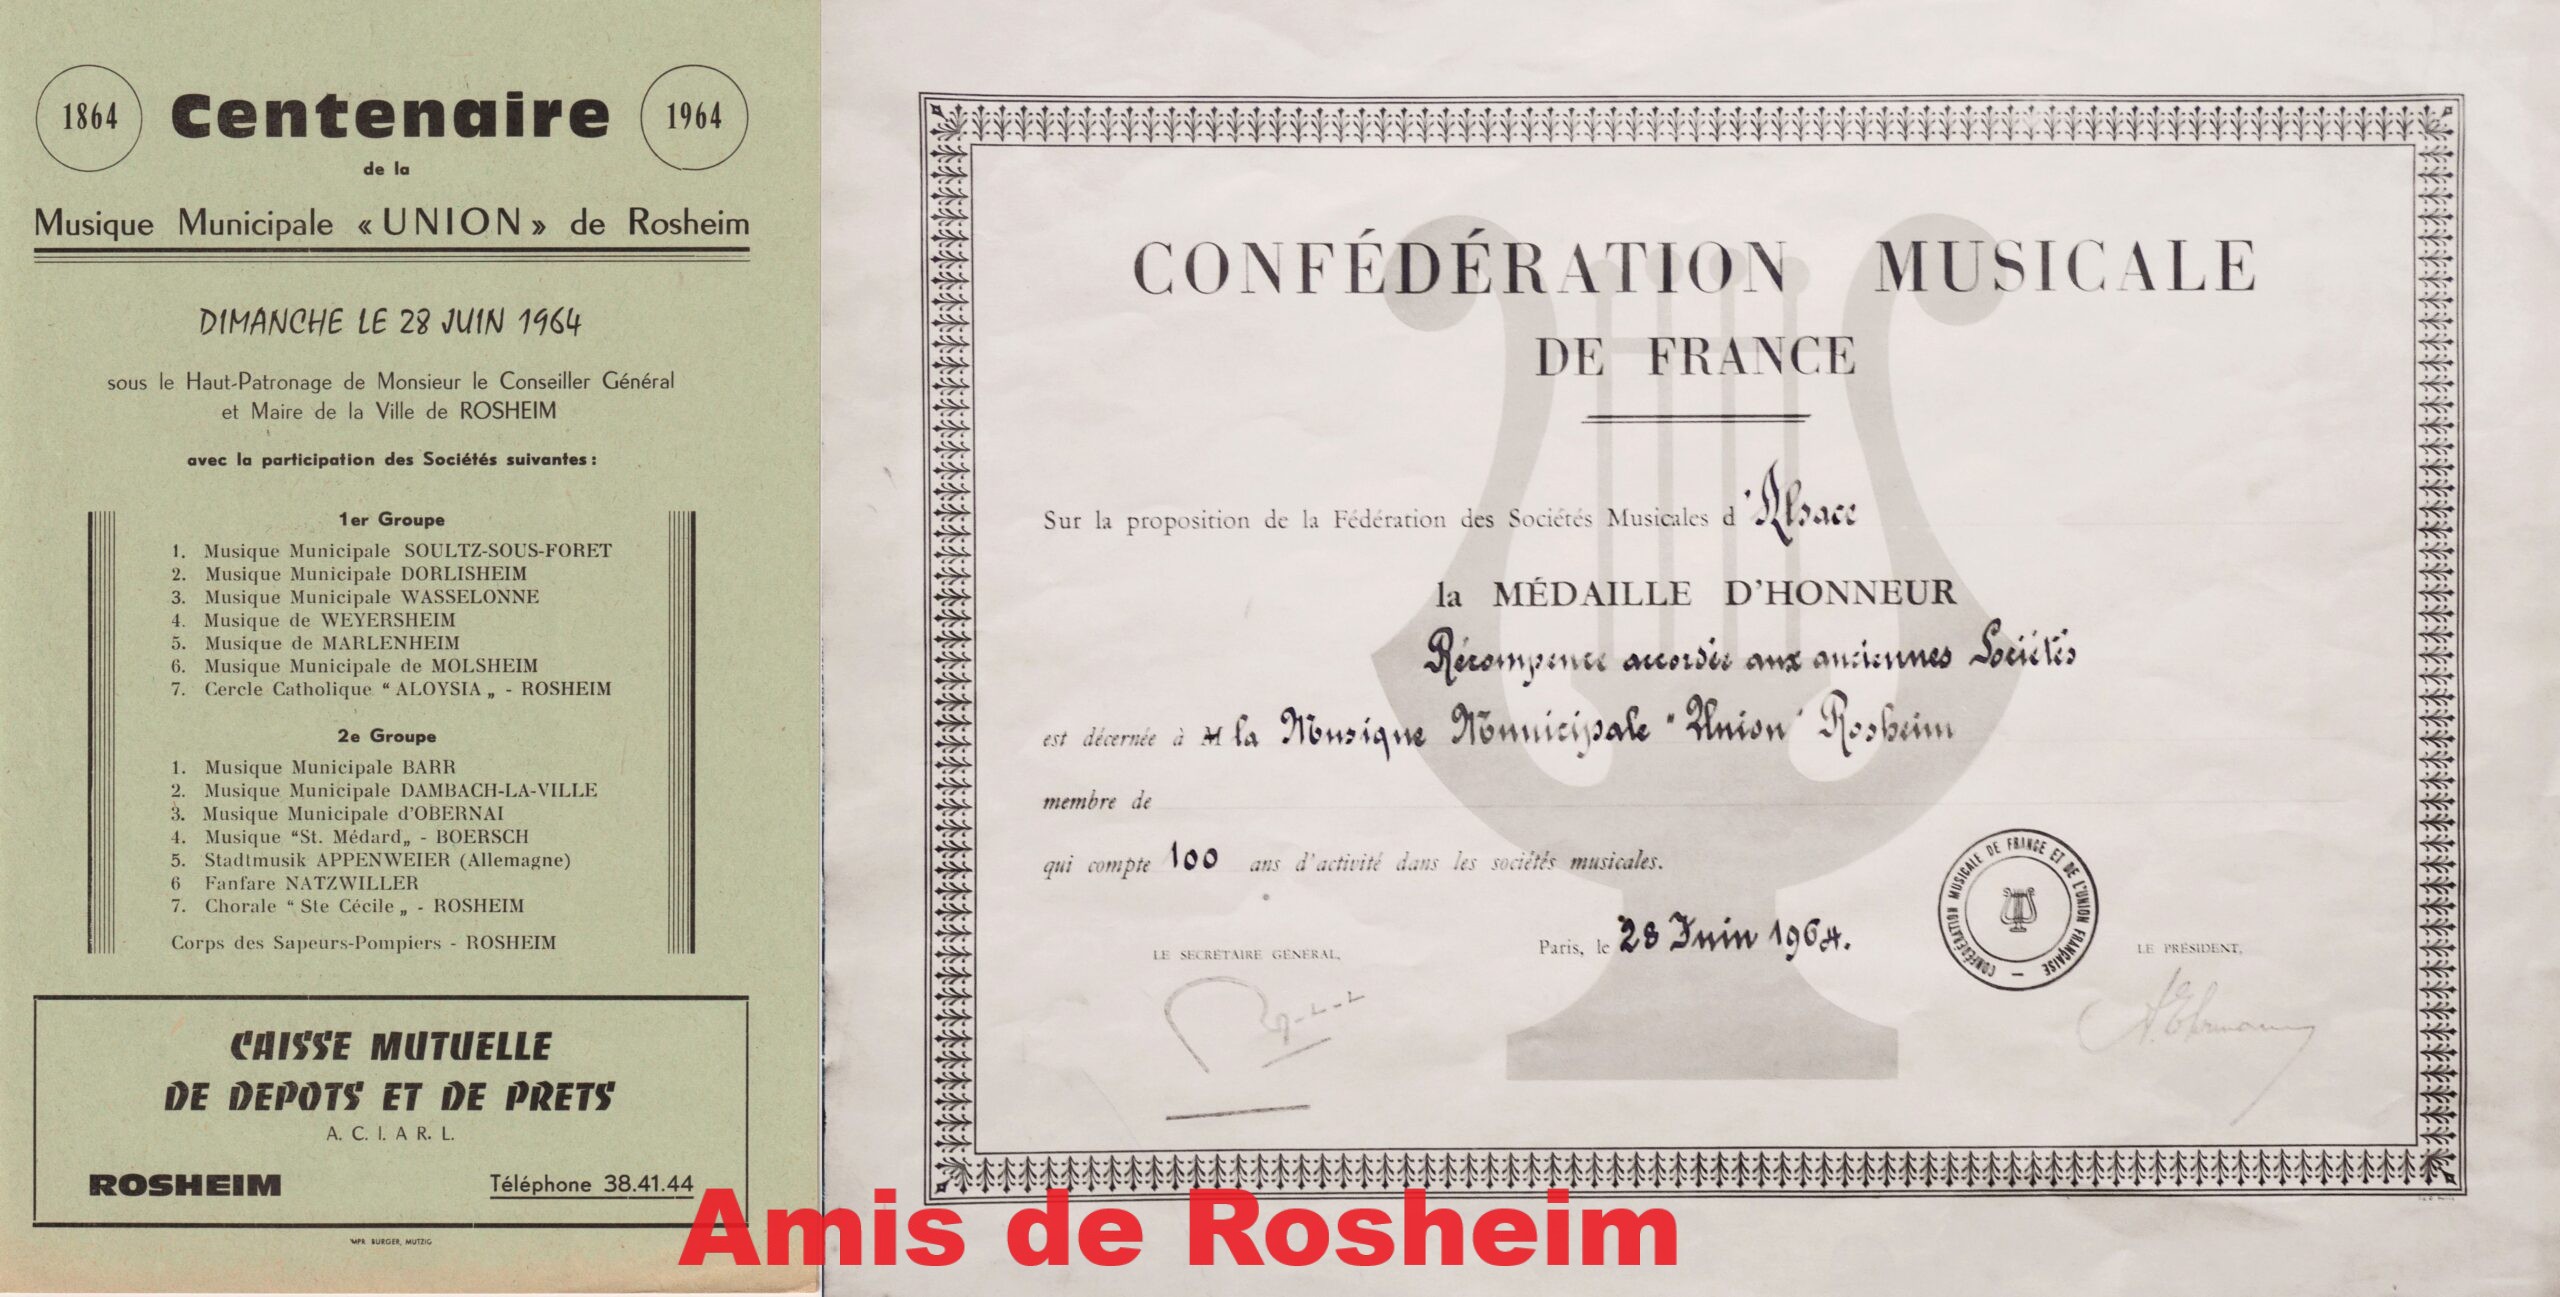 1864 Centenaire 1964
de la
Musique Municipale « UNION » de Rosheim
DIMANCHE LE 28 JUIN 1964
sous le Haut-Patronage de Monsieur le Conseiller Général
et Maire de la Ville de ROSHEIM
avec la participation des Sociétés suivantes :
1er Groupe
1. Musique Municipale SOULTZ-SOUS-FORET
2. Musique Municipale DORLISHEIM
3. Musique Municipale WASSELONNE
4. Musique de WEYERSHEIM
5. Musique de MARLENHEIM
6. Musique Municipale de MOLSHEIM
7. Cercle Catholique “ ALOYSIA „ - ROSHEIM
2e Groupe
1. Musique Municipale BARR
2. Musique Municipale DAMBACH-LA-VILLE
3. Musique Municipale d'OBERNAI
4. Musique “St. Médard„ - BOERSCH
5. Stadtmusik APPENWEIER (Allemagne)
6 Fanfare NATZWILLER
7. Chorale “ Ste Cécile „ - ROSHEIM
Corps des Sapeurs-Pompiers - ROSHEIM
CAISSE MUTUELLE
DE DEPOTS ET DE PRETS
A. C. I. A R. L.
ROSHEIM Téléphone 38.41.44
IMPR. BURGER, MUTZIG
CONFÉDÉRATION MUSICALE
DE FRANCE
Sur la proposition de la Fédération des Sociétés Musicales d'Alsace
la MÉDAILLE D'HONNEUR
Récompense accordée aux anciennes Sociétés
est décernée à M la Musique Municipale "Union" Rosheim
membre de
qui compte 100 ans d'activité dans les sociétés musicales.
Paris, le 28 Juin 1964.
LE SECRÉTAIRE GÉNÉRAL,
LE PRÉSIDENT,
CONFÉDÉRATION MUSICALE DE FRANCE ET DE L'UNION FRANÇAISE
Amis de Rosheim